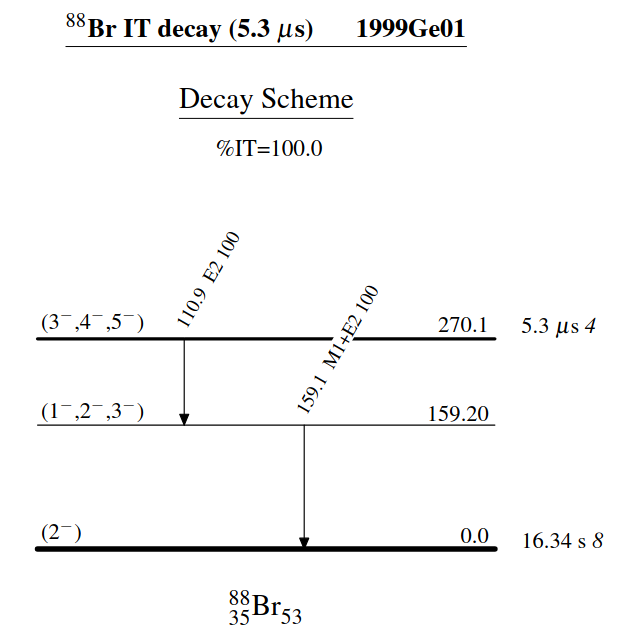 ⁸⁸Br IT decay (5.3 μs)   1999Ge01
Decay Scheme
%IT=100.0
110.9 E2 100
159.1 M1+E2 100
(3⁻,4⁻,5⁻)   270.1   5.3 μs 4
(1⁻,2⁻,3⁻)   159.20
(2⁻)   0.0   16.34 s 8
⁸⁸₃₅Br₅₃